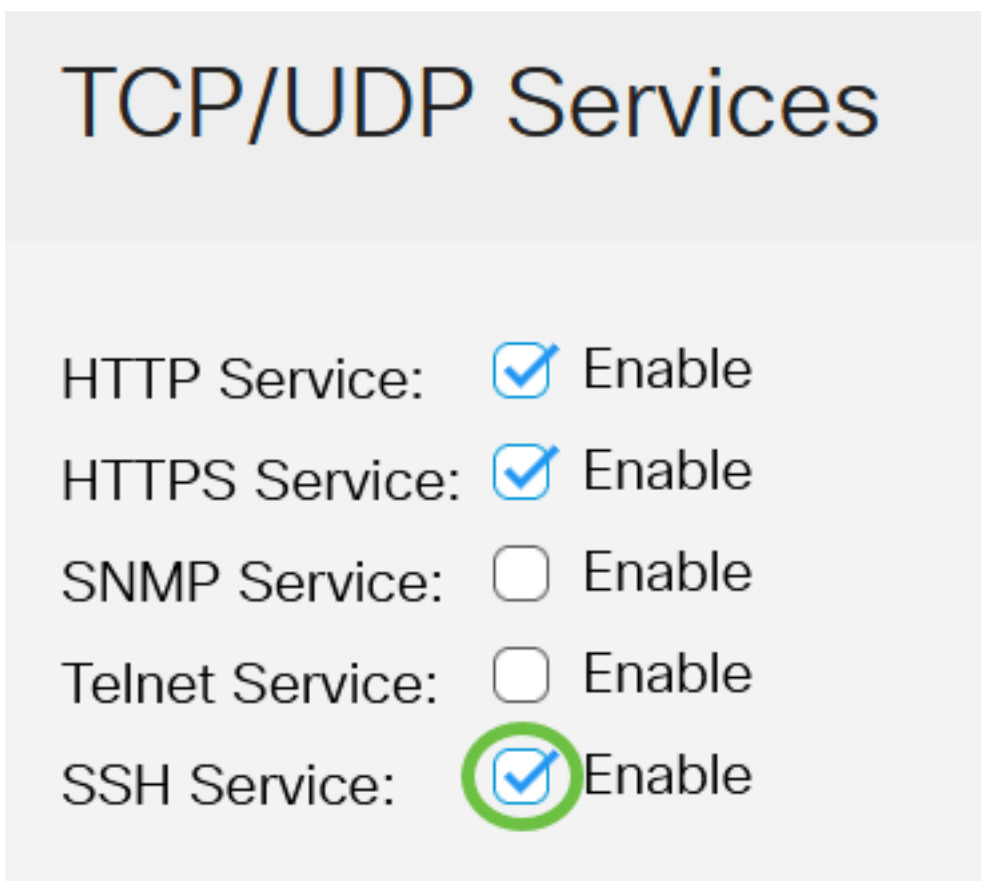 TCP/UDP Services
HTTP Service: Enable
HTTPS Service: Enable
SNMP Service: Enable
Telnet Service: Enable
SSH Service: Enable